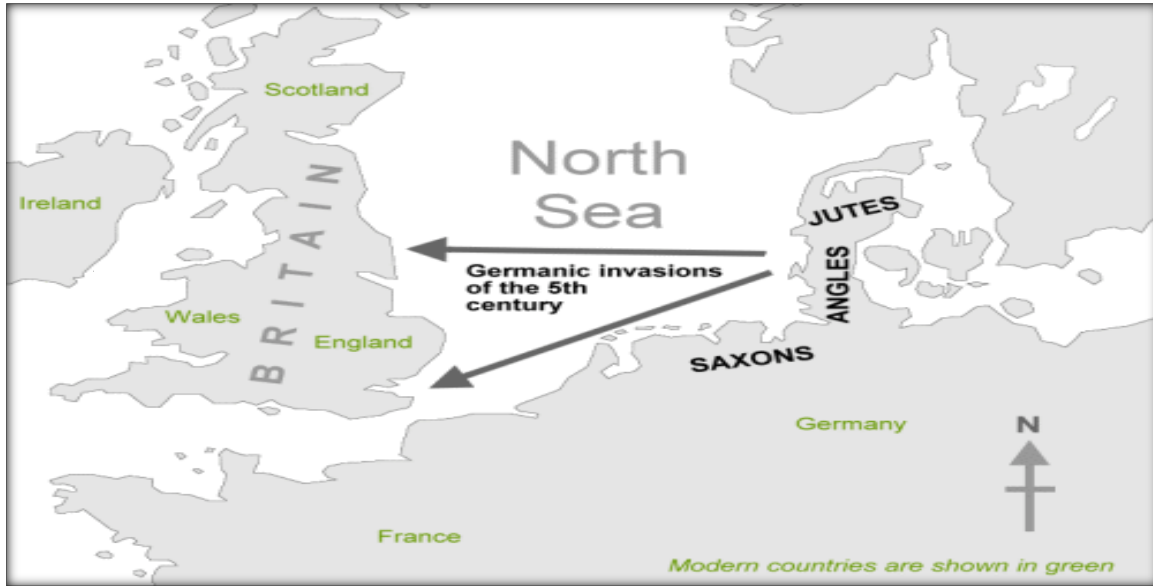 Scotland
North
Sea
Ireland
JUTES
BRITAIN
Germanic invasions
of the 5th
century
ANGLES
Wales
England
SAXONS
Germany
N
France
Modern countries are shown in green